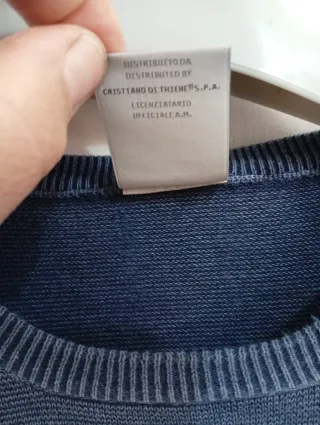 DISTRIBUITO DA
DISTRIBUTED BY
CRISTIANO DI THIENE® S.P.A.
LICENZIATARIO
UFFICIALE A.M.